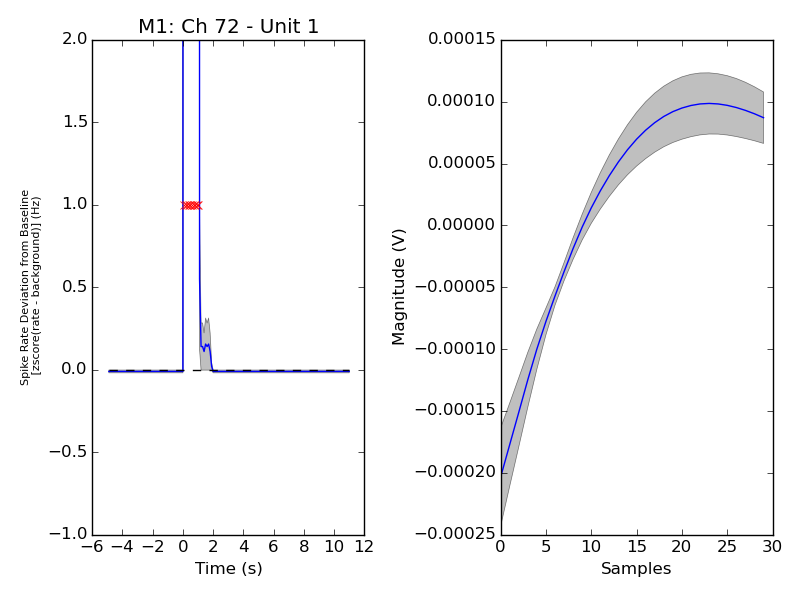 M1: Ch 72 - Unit 1
2.0
1.5
1.0
0.5
0.0
−0.5
−1.0
−6 −4 −2 0 2 4 6 8 10 12
Time (s)
Spike Rate Deviation from Baseline
[zscore(rate - background)] (Hz)
0.00015
0.00010
0.00005
0.00000
−0.00005
−0.00010
−0.00015
−0.00020
−0.00025
0 5 10 15 20 25 30
Samples
Magnitude (V)